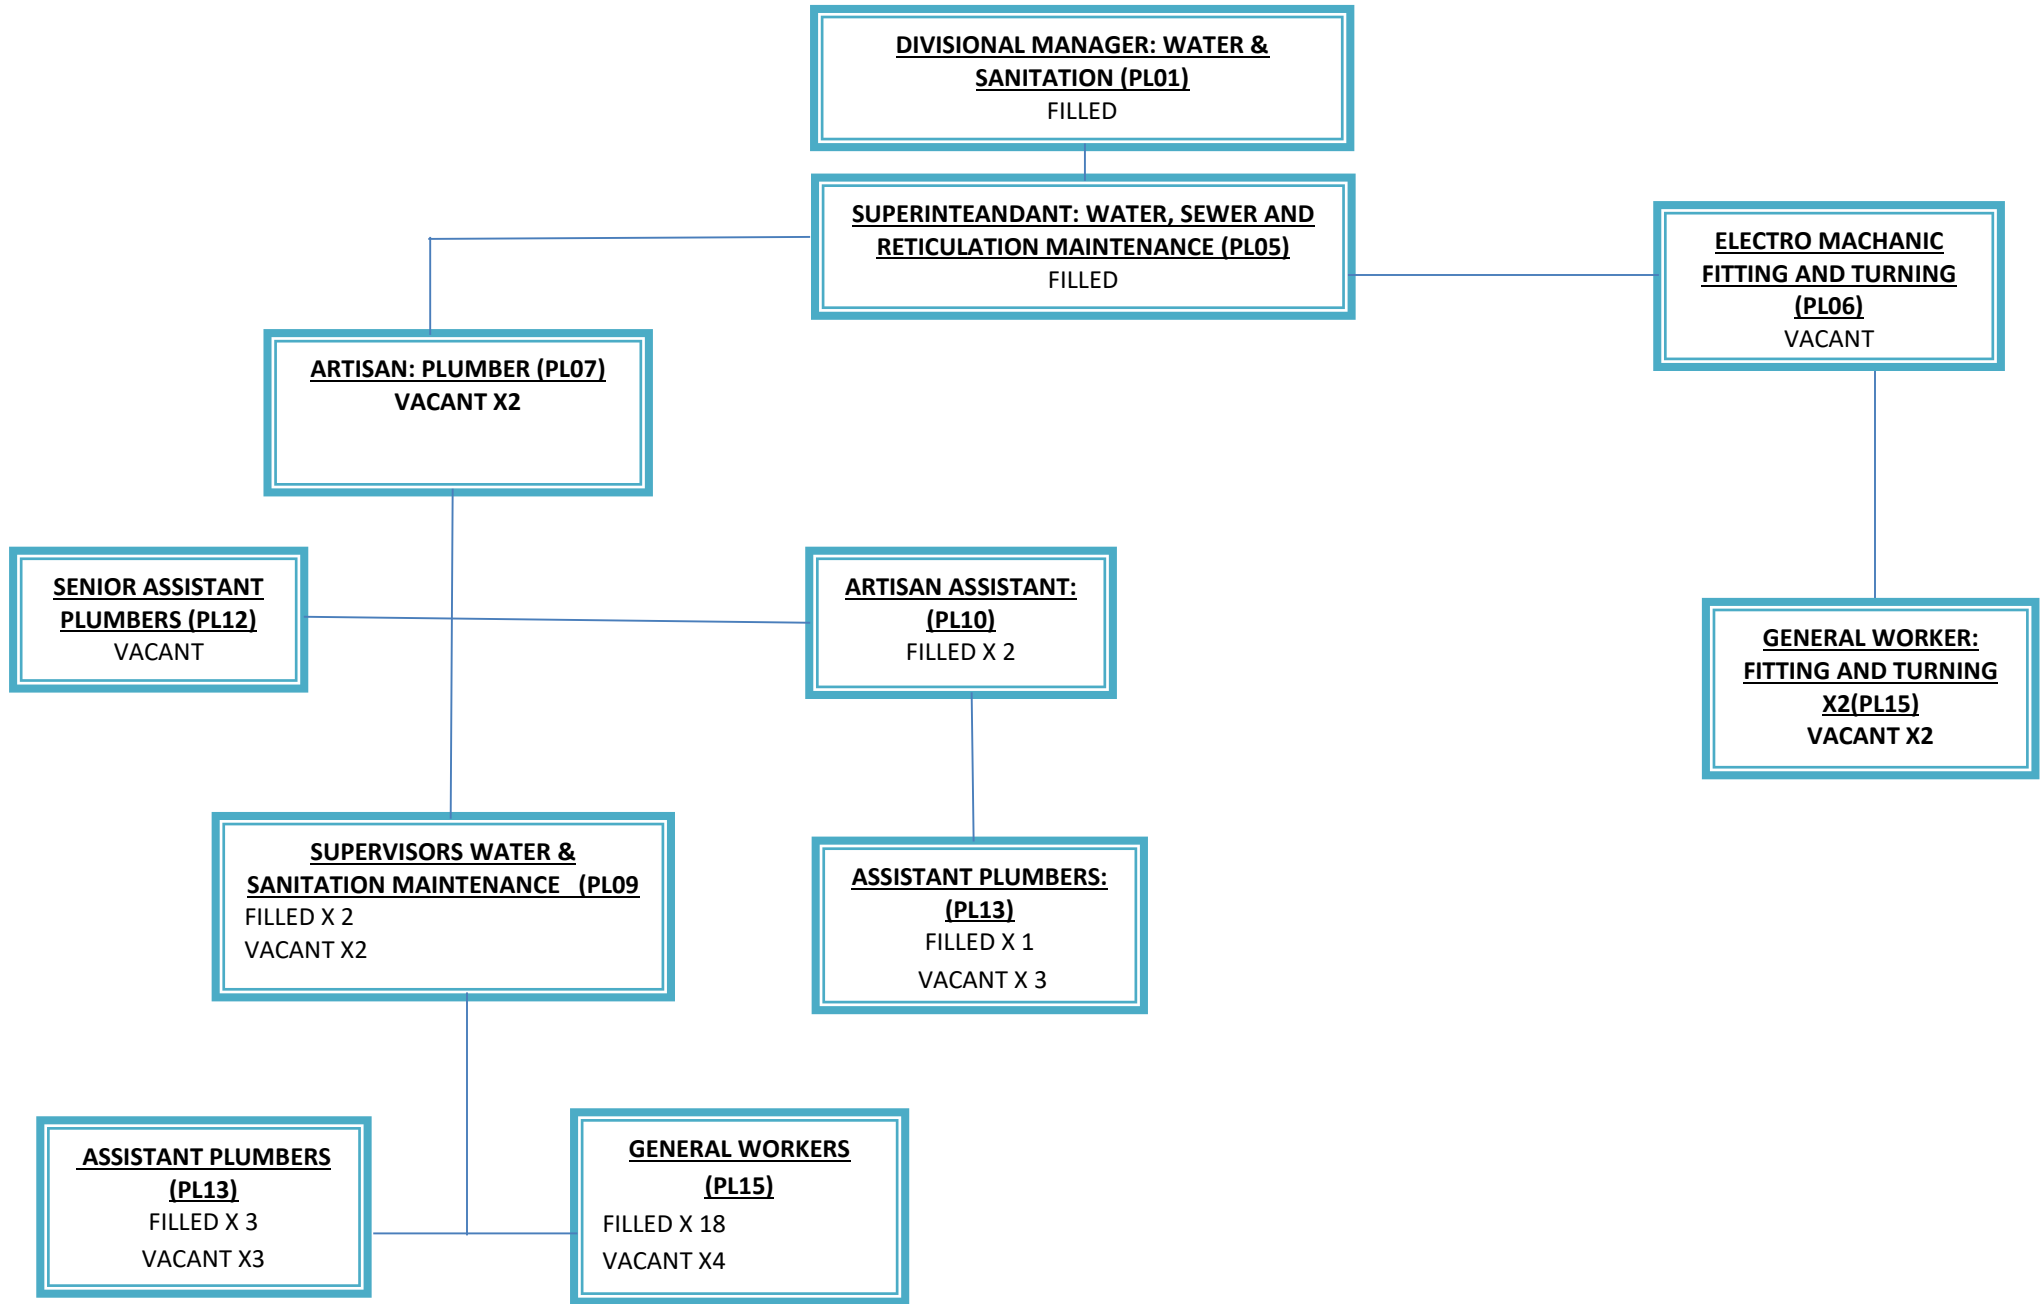 DIVISIONAL MANAGER: WATER &
SANITATION (PL01)
FILLED
SUPERINTEANDANT: WATER, SEWER AND
RETICULATION MAINTENANCE (PL05)
FILLED
ELECTRO MACHANIC
FITTING AND TURNING
(PL06)
VACANT
ARTISAN: PLUMBER (PL07)
VACANT X2
SENIOR ASSISTANT
PLUMBERS (PL12)
VACANT
ARTISAN ASSISTANT:
(PL10)
FILLED X 2
GENERAL WORKER:
FITTING AND TURNING
X2(PL15)
VACANT X2
SUPERVISORS WATER &
SANITATION MAINTENANCE (PL09
FILLED X 2
VACANT X2
ASSISTANT PLUMBERS:
(PL13)
FILLED X 1
VACANT X 3
ASSISTANT PLUMBERS
(PL13)
FILLED X 3
VACANT X3
GENERAL WORKERS
(PL15)
FILLED X 18
VACANT X4